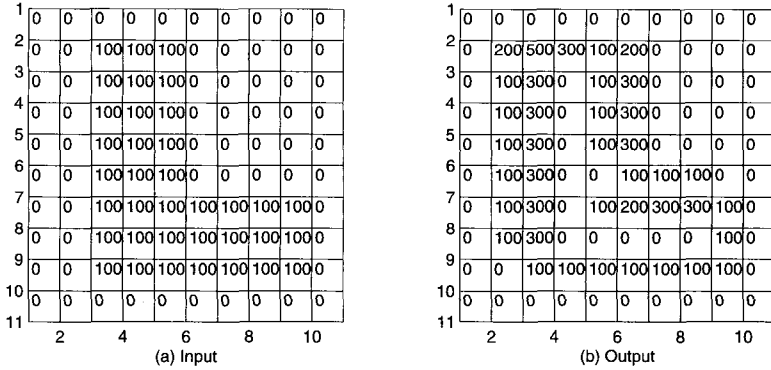 1 0 0 0 0 0 0 0 0 0 0
2 0 0 100 100 100 0 0 0 0 0
3 0 0 100 100 100 0 0 0 0 0
4 0 0 100 100 100 0 0 0 0 0
5 0 0 100 100 100 0 0 0 0 0
6 0 0 100 100 100 0 0 0 0 0
7 0 0 100 100 100 100 100 100 100 0
8 0 0 100 100 100 100 100 100 100 0
9 0 0 100 100 100 100 100 100 100 0
10 0 0 0 0 0 0 0 0 0 0
11
2 4 6 8 10
(a) Input
1 0 0 0 0 0 0 0 0 0 0
2 0 200 500 300 100 200 0 0 0 0
3 0 100 300 0 100 300 0 0 0 0
4 0 100 300 0 100 300 0 0 0 0
5 0 100 300 0 100 300 0 0 0 0
6 0 100 300 0 0 100 100 100 0 0
7 0 100 300 0 100 200 300 300 100 0
8 0 100 300 0 0 0 0 0 100 0
9 0 0 100 100 100 100 100 100 100 0
10 0 0 0 0 0 0 0 0 0 0
11
2 4 6 8 10
(b) Output